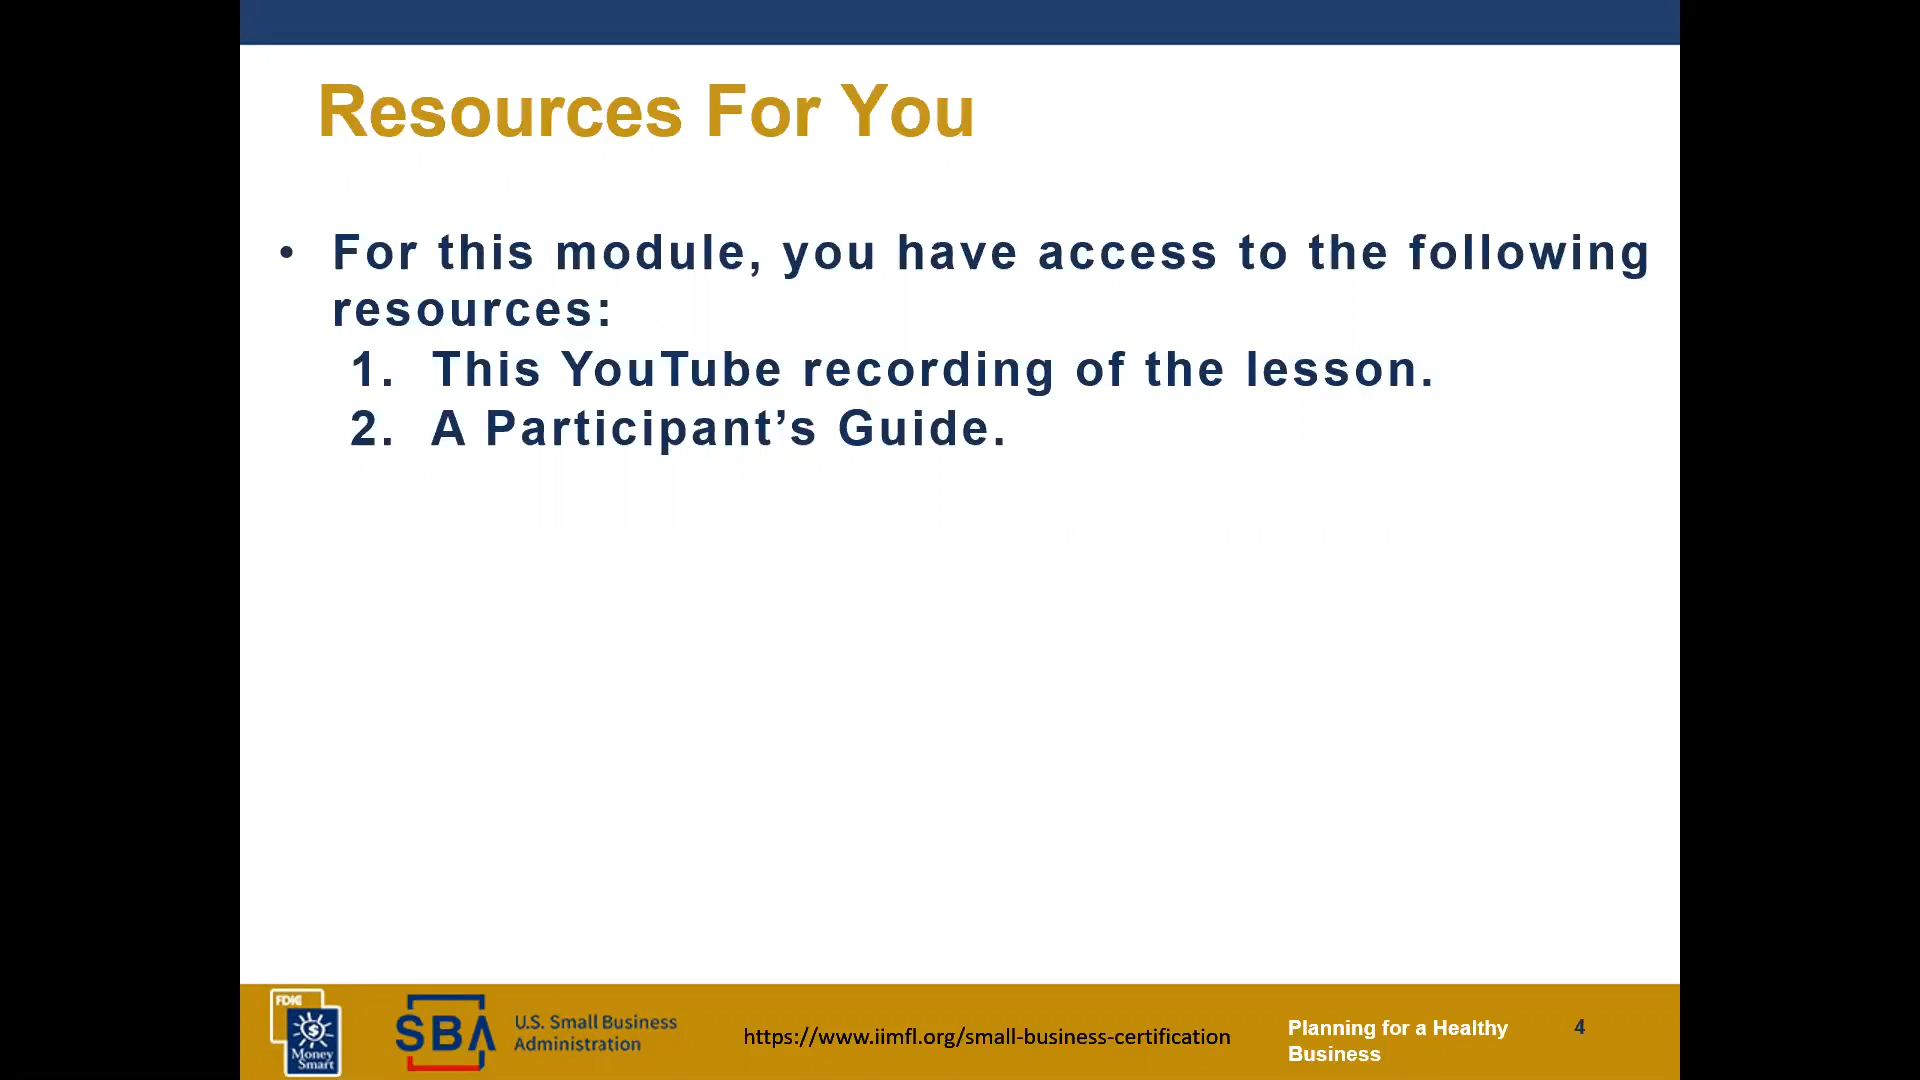 Resources For You
• For this module, you have access to the following
resources:
1. This YouTube recording of the lesson.
2. A Participant’s Guide.
FDIC
Money
Smart
SBA
U.S. Small Business
Administration
https://www.iimfl.org/small-business-certification
Planning for a Healthy
Business
4